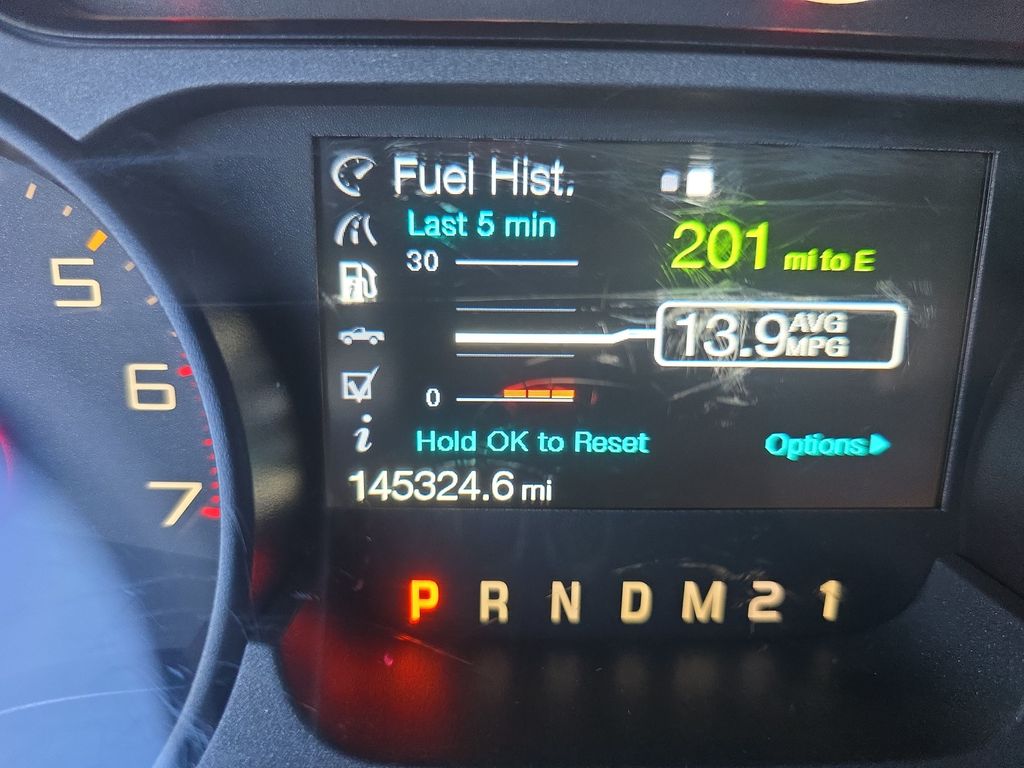 Fuel Hist.
Last 5 min
30
201 mi to E
13.9 AVG MPG
0
Hold OK to Reset
Options
145324.6 mi
5
6
7
P R N D M 2 1